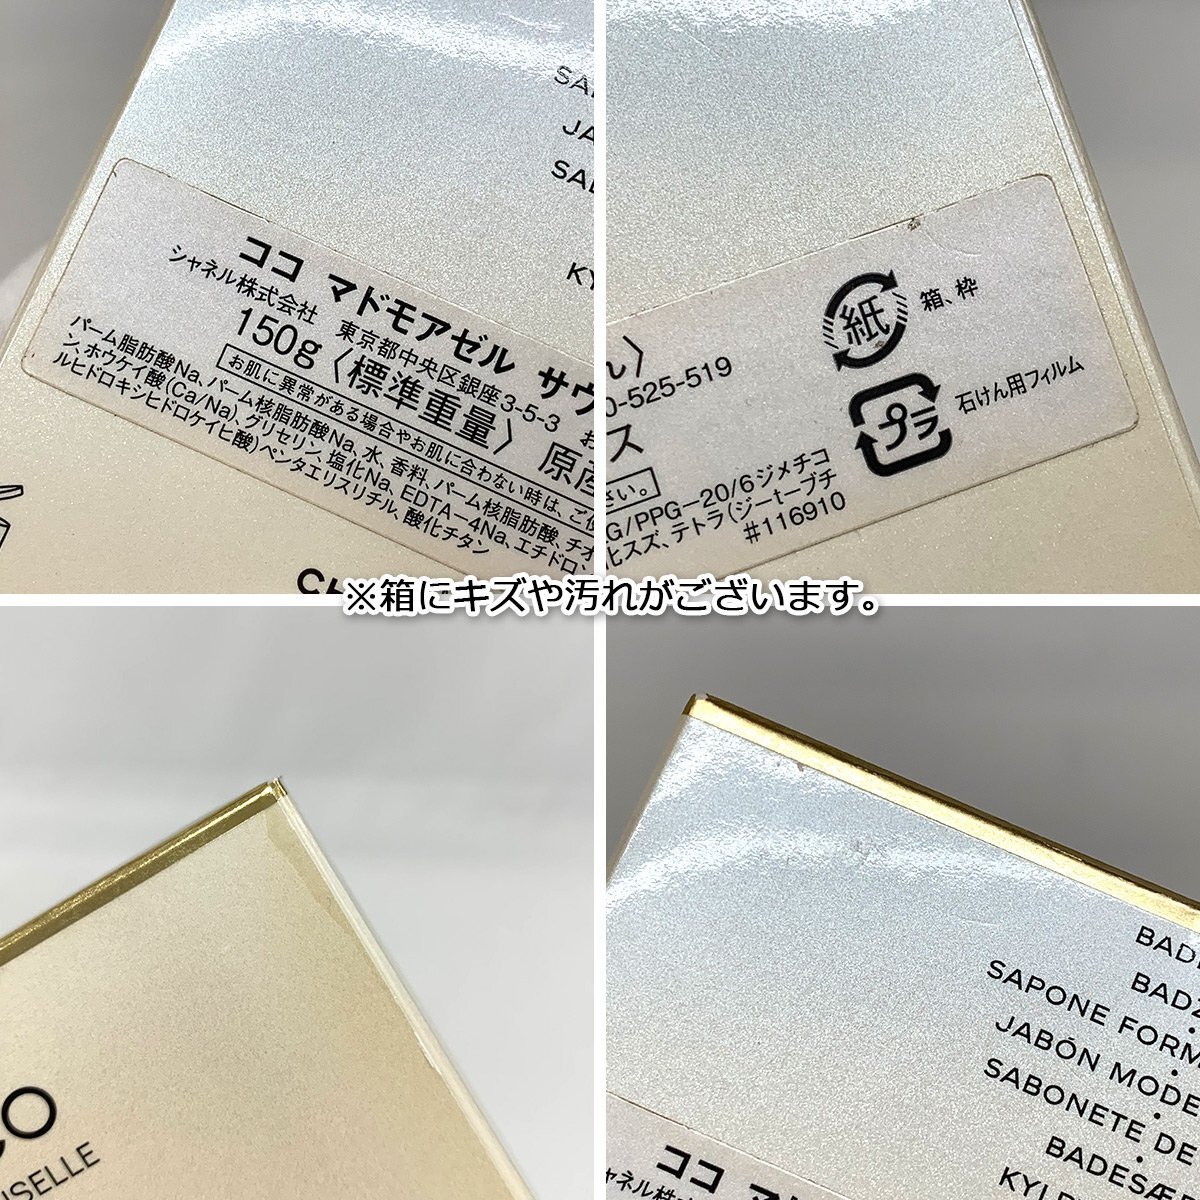 SA
JA
SA
KY
ココ マドモアゼル サウ
シャネル株式会社 東京都中央区銀座3-5-3 お
150g〈標準重量〉原産
お肌に異常がある場合やお肌に合わない時は、ご使
パーム脂肪酸Na、パーム核脂肪酸Na、水、香料、パーム核脂肪酸、チオ
ン、ホウケイ酸(Ca/Na)、グリセリン、塩化Na、EDTA-4Na、エチドロ
ルヒドロキシヒドロケイヒ酸)ペンタエリスリチル、酸化チタン
CH
ん〉
0-525-519
ス
さい。
G/PPG-20/6ジメチコ
ヒスズ、テトラ(ジーt-ブチ
#116910
紙
箱、枠
プラ
石けん用フィルム
※箱にキズや汚れがございます。
CO
ISELLE
BAD
BADZ
SAPONE FORM
JABÓN MODE
SABONETE DE
BADESÆ
KYL
ココ マ
シャネル株